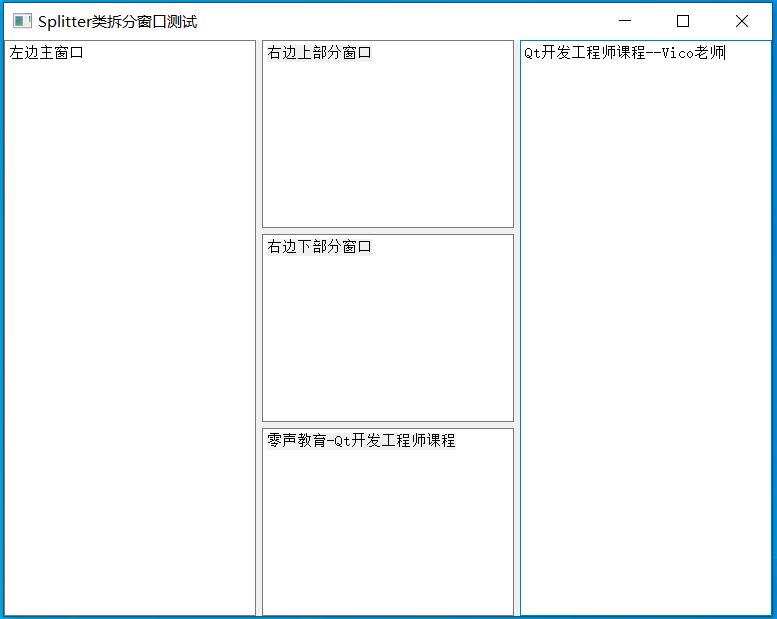 Splitter类拆分窗口测试
左边主窗口
右边上部分窗口
右边下部分窗口
零声教育-Qt开发工程师课程
Qt开发工程师课程--Vico老师